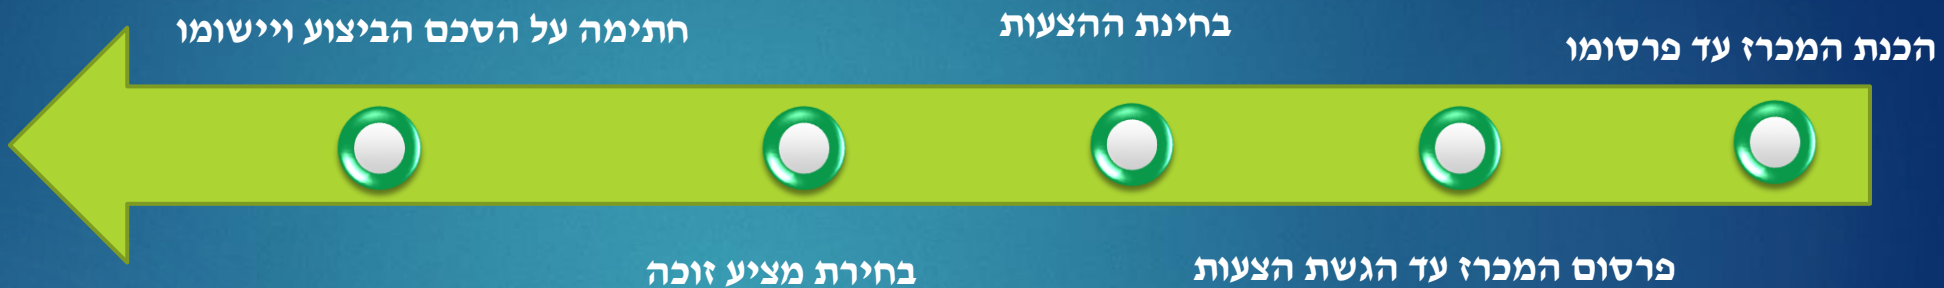 הכנת המכרז עד פרסומו
פרסום המכרז עד הגשת הצעות
בחינת ההצעות
בחירת מציע זוכה
חתימה על הסכם הביצוע ויישומו